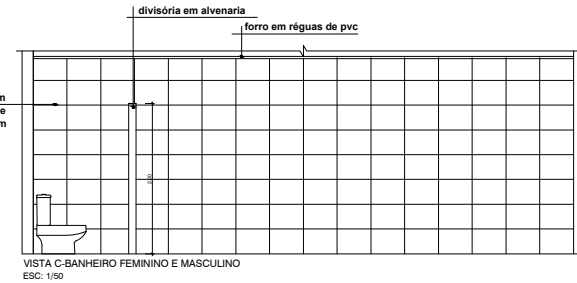 divisória em alvenaria
forro em réguas de pvc
m
e
m
2.00
VISTA C-BANHEIRO FEMININO E MASCULINO
ESC: 1/50